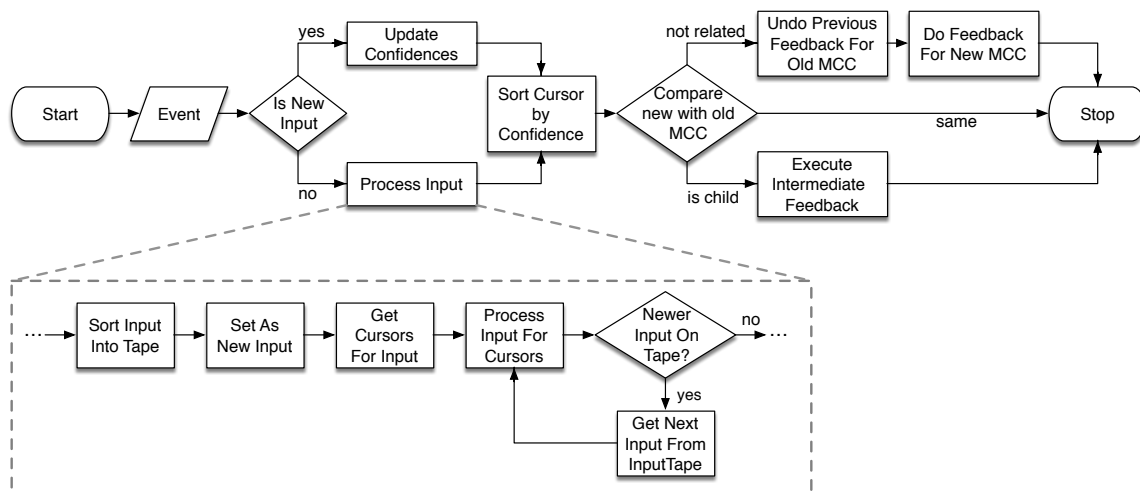 Start
Event
Is New
Input
yes
Update
Confidences
no
Process Input
Sort Cursor
by
Confidence
Compare
new with old
MCC
not related
Undo Previous
Feedback For
Old MCC
Do Feedback
For New MCC
same
is child
Execute
Intermediate
Feedback
Stop
...
Sort Input
Into Tape
Set As
New Input
Get
Cursors
For Input
Process
Input For
Cursors
Newer
Input On
Tape?
no
...
yes
Get Next
Input From
InputTape